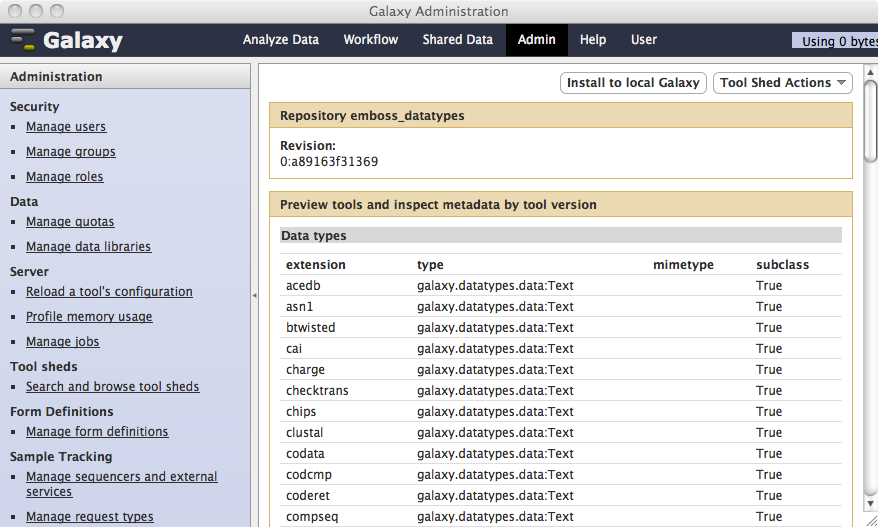 Galaxy Administration
Galaxy
Analyze Data Workflow Shared Data Admin Help User Using 0 bytes
Administration
Security
Manage users
Manage groups
Manage roles
Data
Manage quotas
Manage data libraries
Server
Reload a tool's configuration
Profile memory usage
Manage jobs
Tool sheds
Search and browse tool sheds
Form Definitions
Manage form definitions
Sample Tracking
Manage sequencers and external
services
Manage request types
Install to local Galaxy Tool Shed Actions
Repository emboss_datatypes
Revision:
0:a89163f31369
Preview tools and inspect metadata by tool version
Data types
extension type mimetype subclass
acedb galaxy.datatypes.data:Text True
asn1 galaxy.datatypes.data:Text True
btwisted galaxy.datatypes.data:Text True
cai galaxy.datatypes.data:Text True
charge galaxy.datatypes.data:Text True
checktrans galaxy.datatypes.data:Text True
chips galaxy.datatypes.data:Text True
clustal galaxy.datatypes.data:Text True
codata galaxy.datatypes.data:Text True
codcmp galaxy.datatypes.data:Text True
coderet galaxy.datatypes.data:Text True
compseq galaxy.datatypes.data:Text True